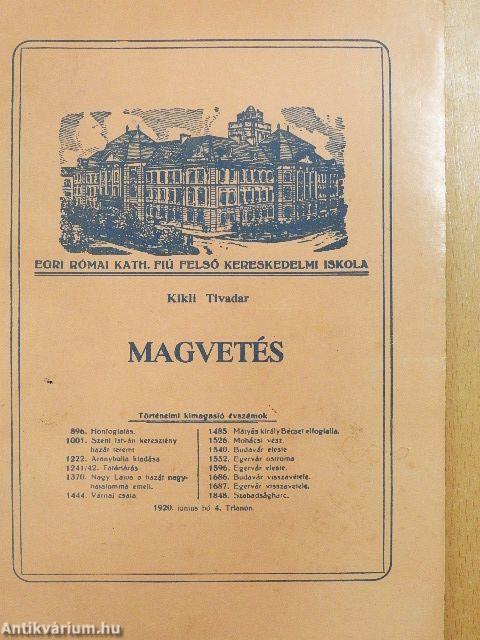 EGRI RÓMAI KATH. FIÚ FELSŐ KERESKEDELMI ISKOLA
Kikli Tivadar
MAGVETÉS
Történelmi kimagasló évszámok
896. Honfoglalás.
1001. Szent István keresztény
hazát teremt
1222. Aranybulla kiadása
1241/42. Tatárjárás
1370. Nagy Lajos a hazát nagy-
hatalommá emeli.
1444. Várnai csata.
1485. Mátyás király Bécset elfoglalja.
1526. Mohácsi vész.
1540. Budavár eleste
1552. Egervár ostroma
1596. Egervár eleste.
1686. Budavár visszavétele.
1687. Egervár visszavétele.
1848. Szabadságharc.
1920. június hó 4. Trianon.
Antikvárium.hu